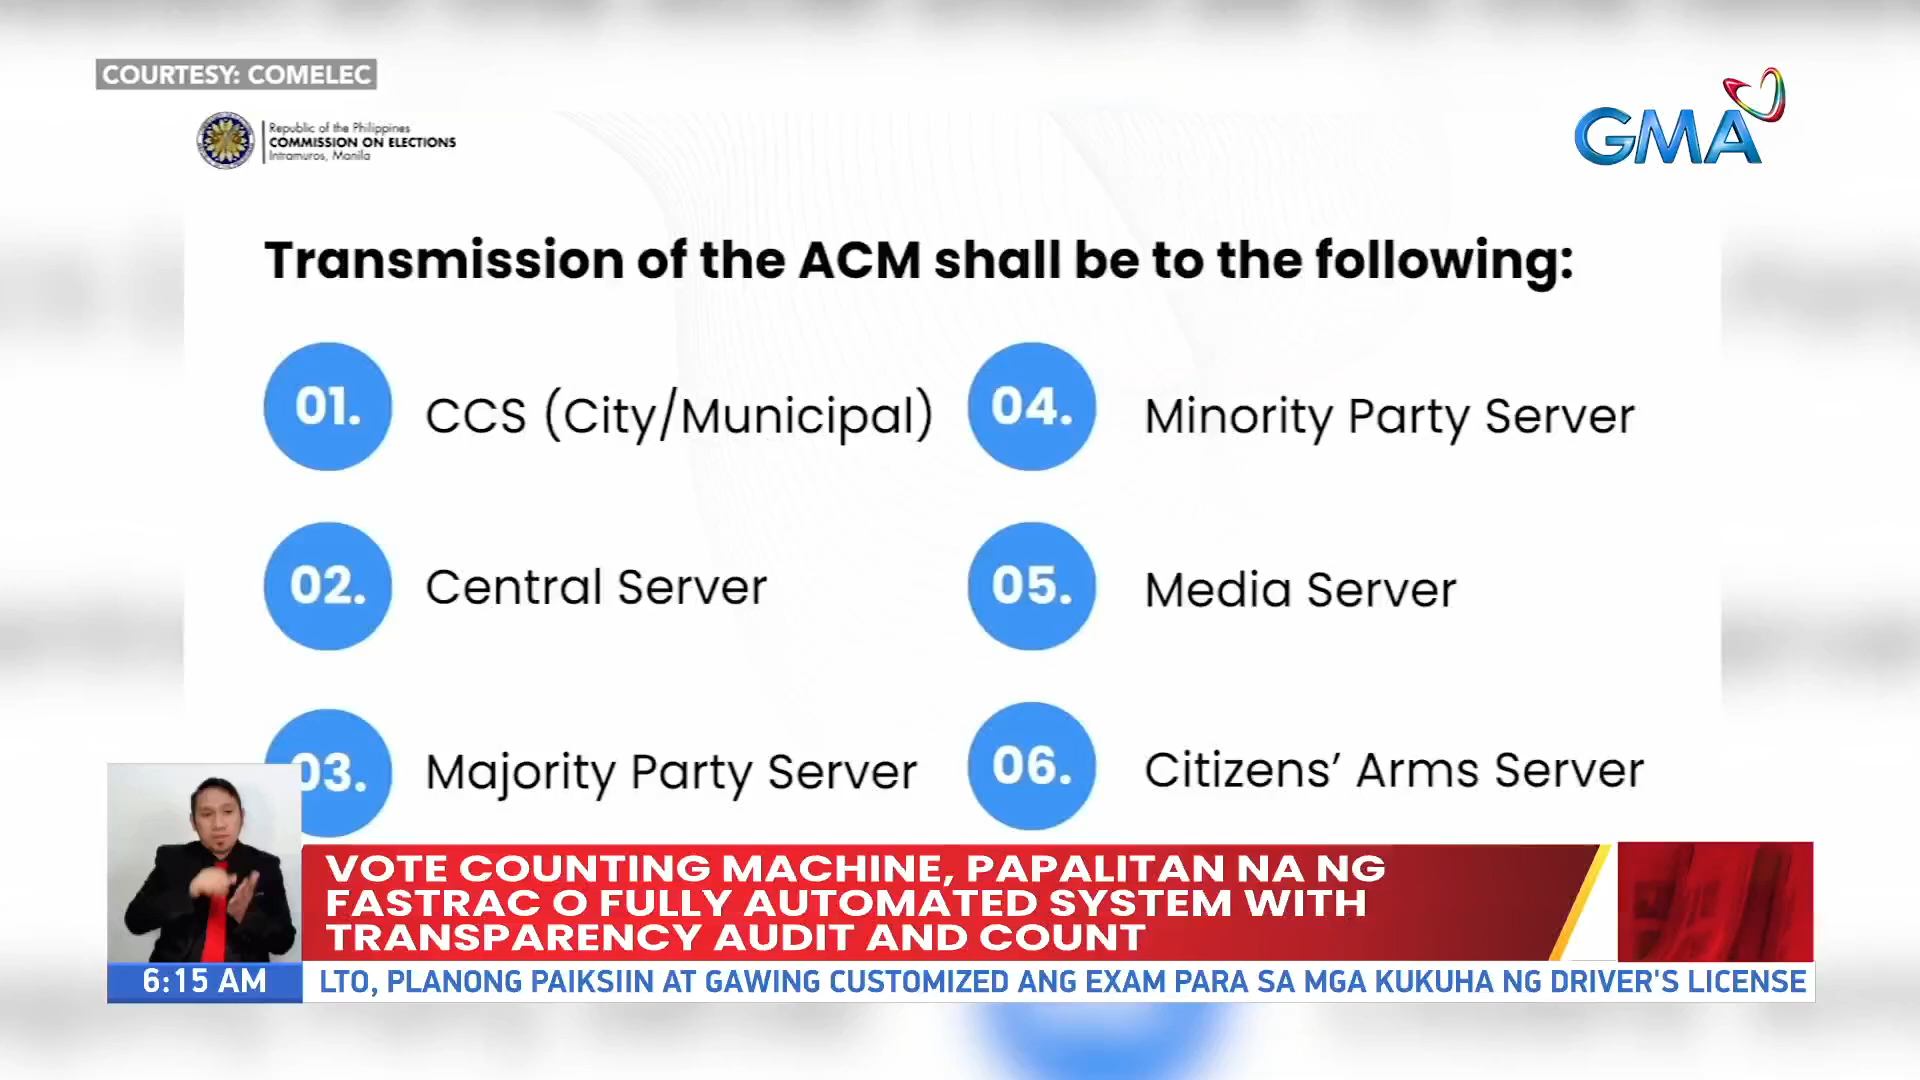 COURTESY: COMELEC
GMA
Republic of the Philippines
COMMISSION ON ELECTIONS
Intramuros, Manila
Transmission of the ACM shall be to the following:
01. CCS (City/Municipal)
02. Central Server
03. Majority Party Server
04. Minority Party Server
05. Media Server
06. Citizens’ Arms Server
VOTE COUNTING MACHINE, PAPALITAN NA NG
FASTRAC O FULLY AUTOMATED SYSTEM WITH
TRANSPARENCY AUDIT AND COUNT
6:15 AM
LTO, PLANONG PAIKSIIN AT GAWING CUSTOMIZED ANG EXAM PARA SA MGA KUKUHA NG DRIVER'S LICENSE